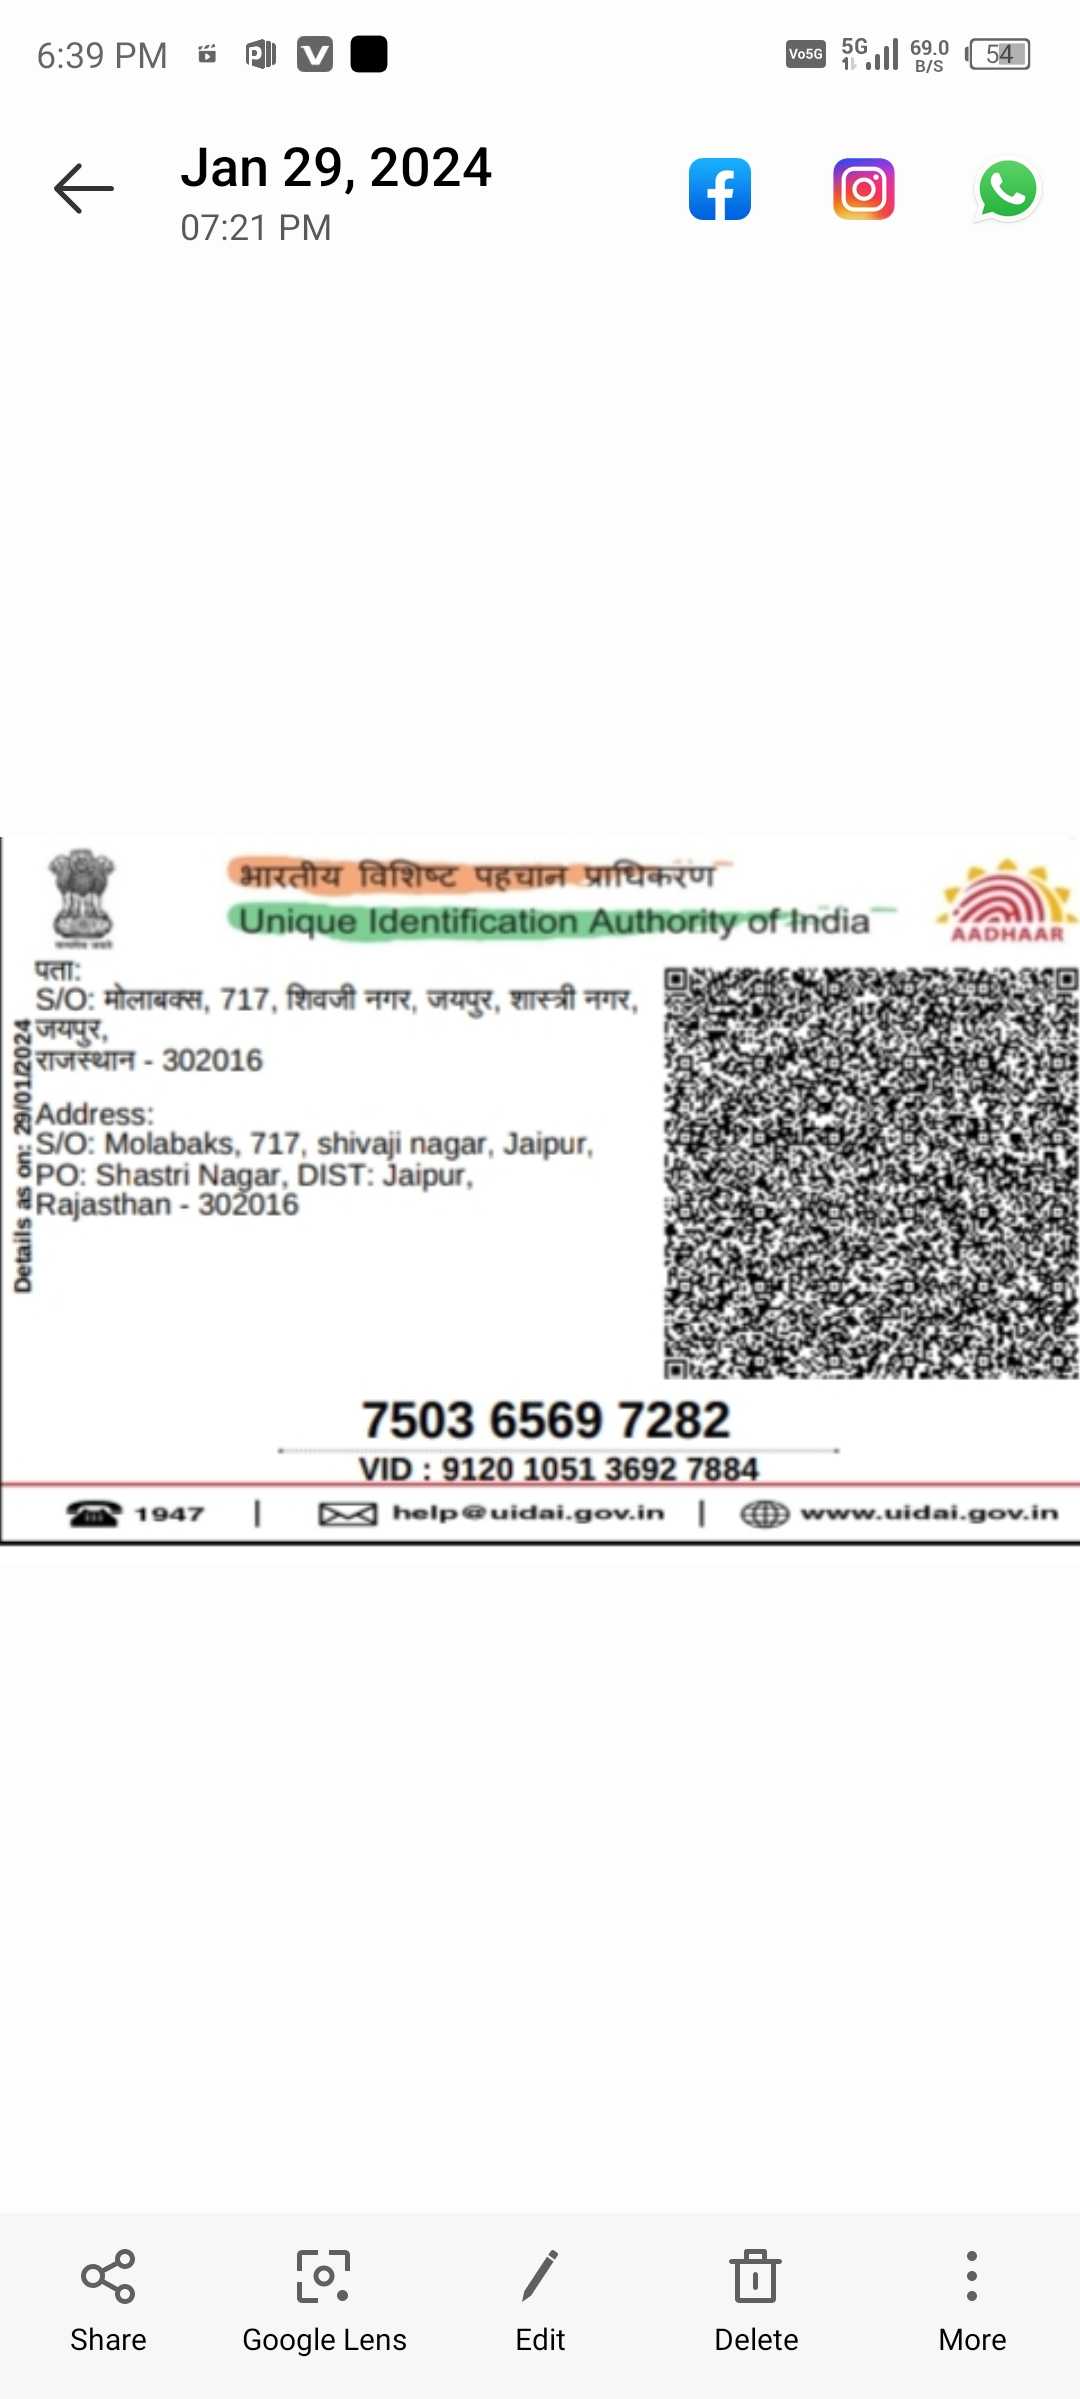 6:39 PM
Vo5G 5G 69.0 B/S 54
Jan 29, 2024
07:21 PM
भारतीय विशिष्ट पहचान प्राधिकरण
Unique Identification Authority of India
AADHAAR
Details as on: 29/01/2024
पता:
S/O: मोलाबक्स, 717, शिवजी नगर, जयपुर, शास्त्री नगर,
जयपुर,
राजस्थान - 302016
Address:
S/O: Molabaks, 717, shivaji nagar, Jaipur,
PO: Shastri Nagar, DIST: Jaipur,
Rajasthan - 302016
7503 6569 7282
VID : 9120 1051 3692 7884
1947 | help@uidai.gov.in | www.uidai.gov.in
Share Google Lens Edit Delete More